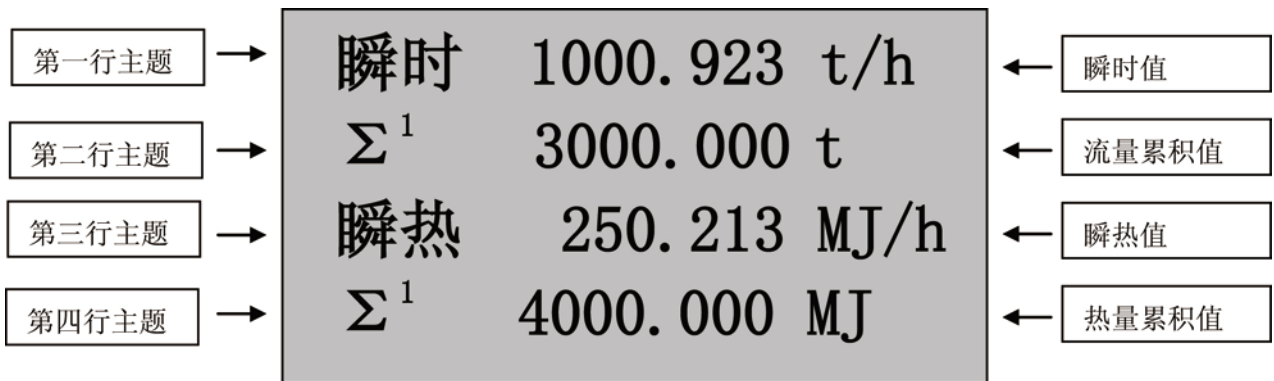 第一行主题 瞬时 1000.923 t/h 瞬时值
第二行主题 Σ¹ 3000.000 t 流量累积值
第三行主题 瞬热 250.213 MJ/h 瞬热值
第四行主题 Σ¹ 4000.000 MJ 热量累积值